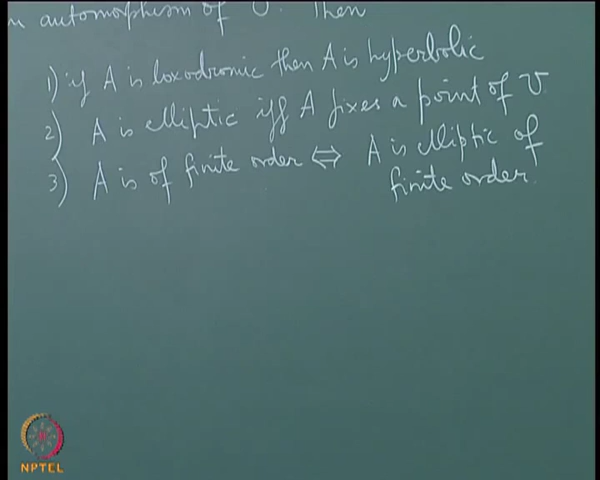 automorphism of U. Then
1) if A is loxodromic then A is hyperbolic
2) A is elliptic iff A fixes a point of U
3) A is of finite order ⇔ A is elliptic of
finite order.
NPTEL